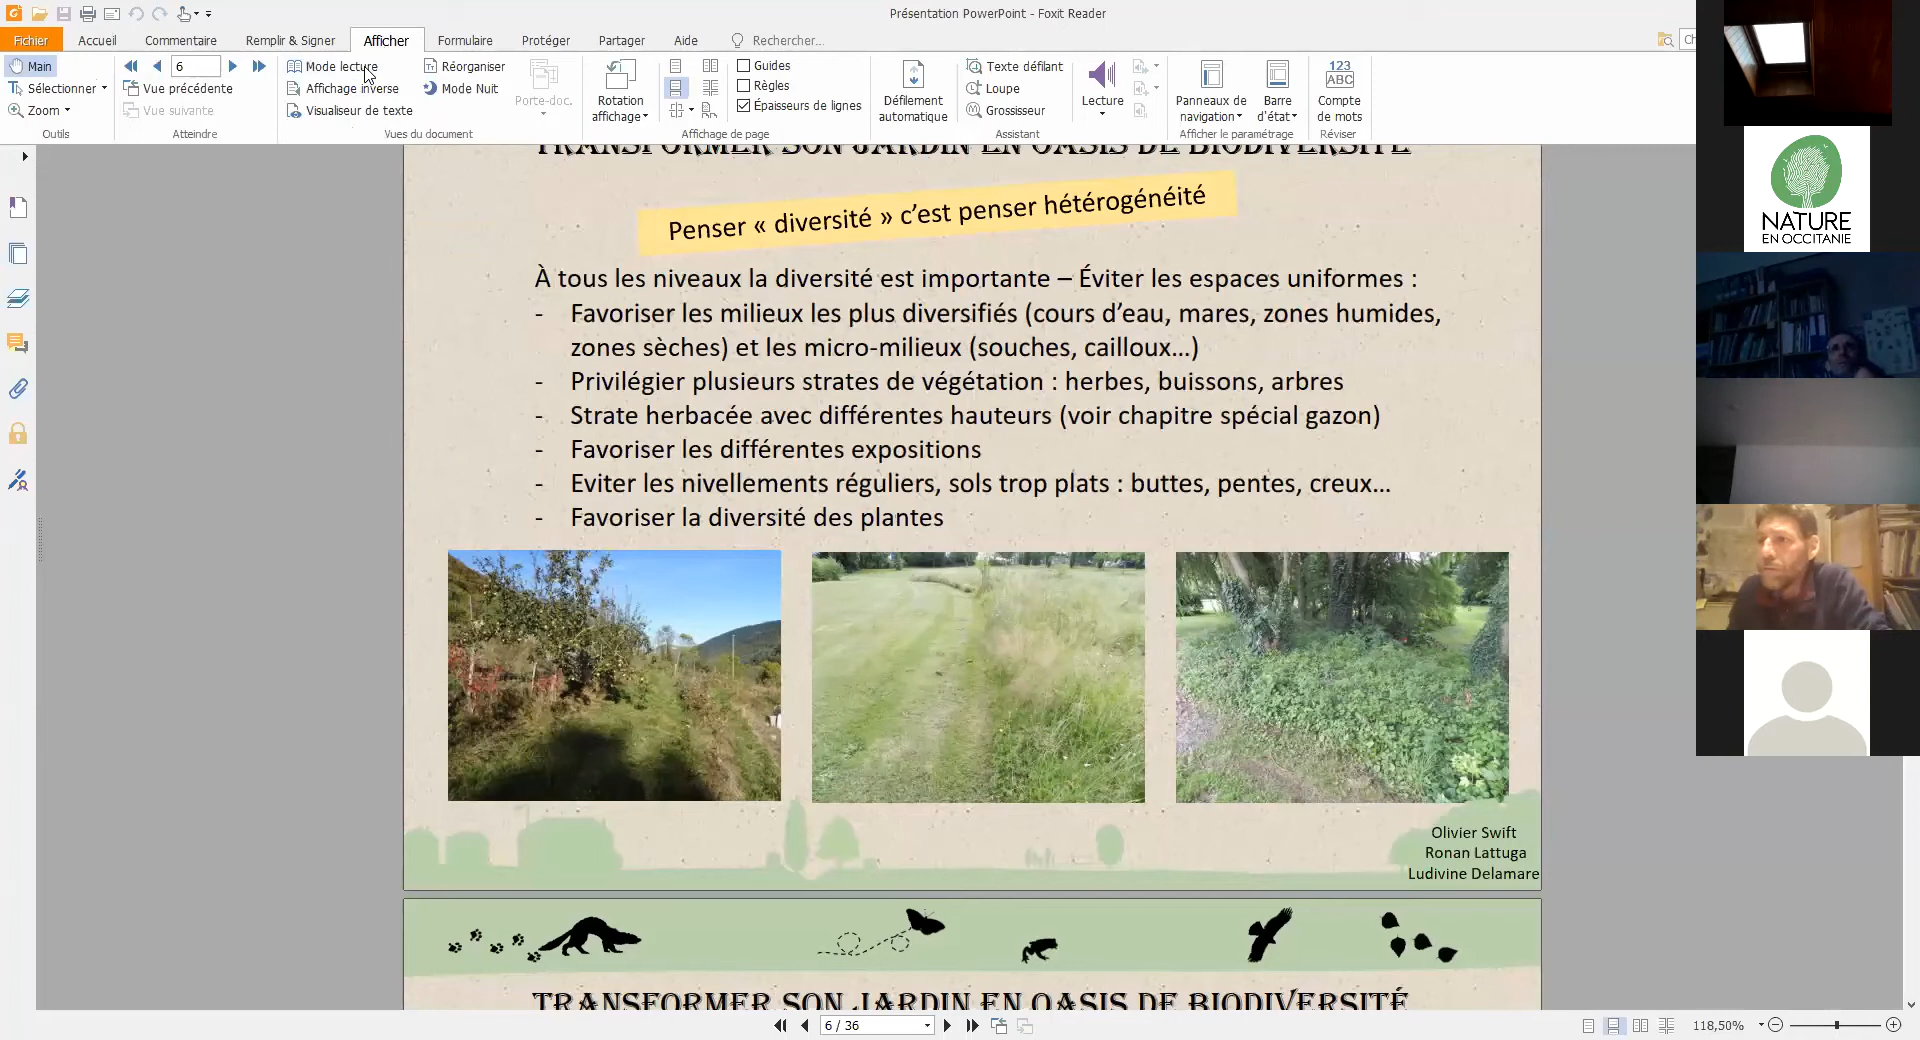 Présentation PowerPoint - Foxit Reader
Fichier Accueil Commentaire Remplir & Signer Afficher Formulaire Protéger Partager Aide Rechercher...
Main
Sélectionner
Zoom
Outils
6
Vue précédente
Vue suivante
Atteindre
Mode lecture
Affichage inverse
Visualiseur de texte
Réorganiser
Mode Nuit
Porte-doc.
Vues du document
Rotation
affichage
Guides
Règles
Épaisseurs de lignes
Affichage de page
Défilement
automatique
Texte défilant
Loupe
Grossisseur
Assistant
Lecture
Panneaux de
navigation
Barre
d'état
Afficher le paramétrage
123
ABC
Compte
de mots
Réviser
NATURE
EN OCCITANIE
TRANSFORMER SON JARDIN EN OASIS DE BIODIVERSITÉ
Penser « diversité » c'est penser hétérogénéité
À tous les niveaux la diversité est importante – Éviter les espaces uniformes :
- Favoriser les milieux les plus diversifiés (cours d'eau, mares, zones humides,
zones sèches) et les micro-milieux (souches, cailloux...)
- Privilégier plusieurs strates de végétation : herbes, buissons, arbres
- Strate herbacée avec différentes hauteurs (voir chapitre spécial gazon)
- Favoriser les différentes expositions
- Eviter les nivellements réguliers, sols trop plats : buttes, pentes, creux...
- Favoriser la diversité des plantes
Olivier Swift
Ronan Lattuga
Ludivine Delamare
TRANSFORMER SON JARDIN EN OASIS DE BIODIVERSITÉ
6 / 36
118,50%